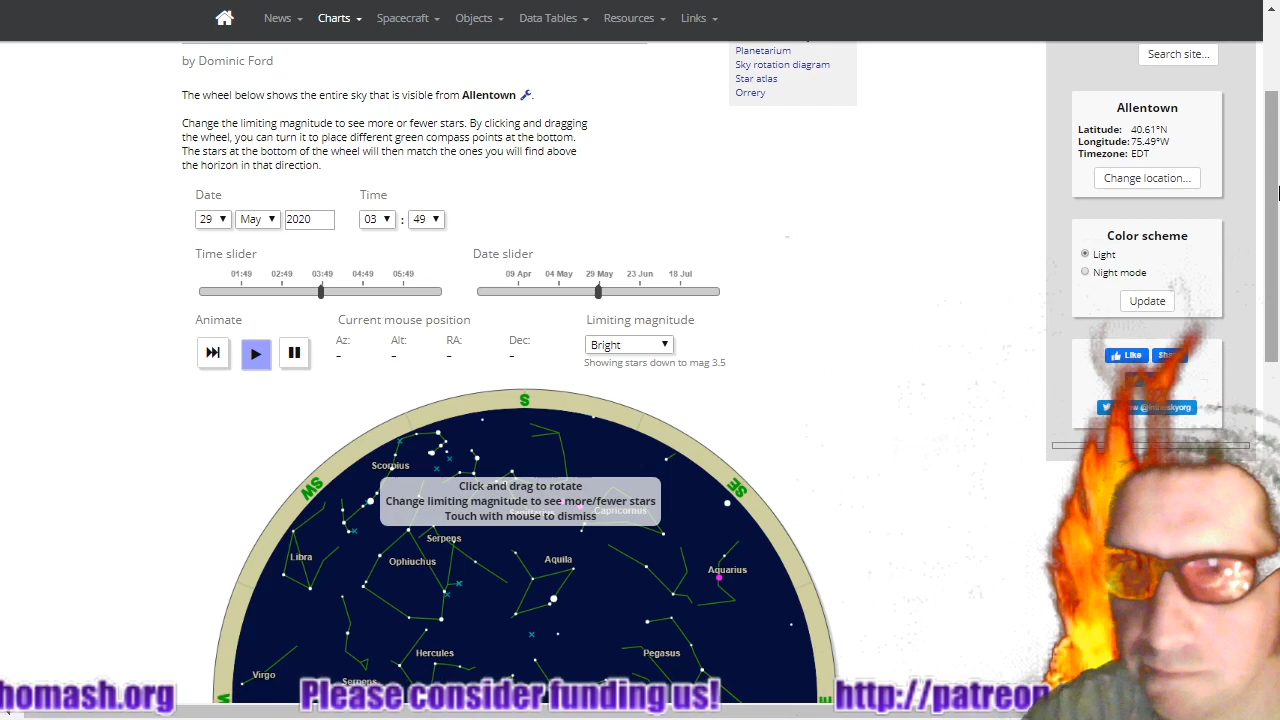 News Charts Spacecraft Objects Data Tables Resources Links
by Dominic Ford
The wheel below shows the entire sky that is visible from Allentown .
Change the limiting magnitude to see more or fewer stars. By clicking and dragging
the wheel, you can turn it to place different green compass points at the bottom.
The stars at the bottom of the wheel will then match the ones you will find above
the horizon in that direction.
Planetarium
Sky rotation diagram
Star atlas
Orrery
Search site...
Allentown
Latitude: 40.61°N
Longitude: 75.49°W
Timezone: EDT
Change location...
Color scheme
Light
Night mode
Update
Like
Date Time
29 May 2020 03 : 49
Time slider Date slider
01:49 02:49 03:49 04:49 05:49 09 Apr 04 May 29 May 23 Jun 18 Jul
Animate Current mouse position Limiting magnitude
Az: Alt: RA: Dec:
- - - -
Bright
Showing stars down to mag 3.5
S
SW
SE
Scorpius
Click and drag to rotate
Change limiting magnitude to see more/fewer stars
Touch with mouse to dismiss
Capricornus
Serpens
Libra
Ophiuchus
Aquila
Aquarius
Hercules
Pegasus
Virgo
Serpens
homash.org Please consider funding us! http://patreon